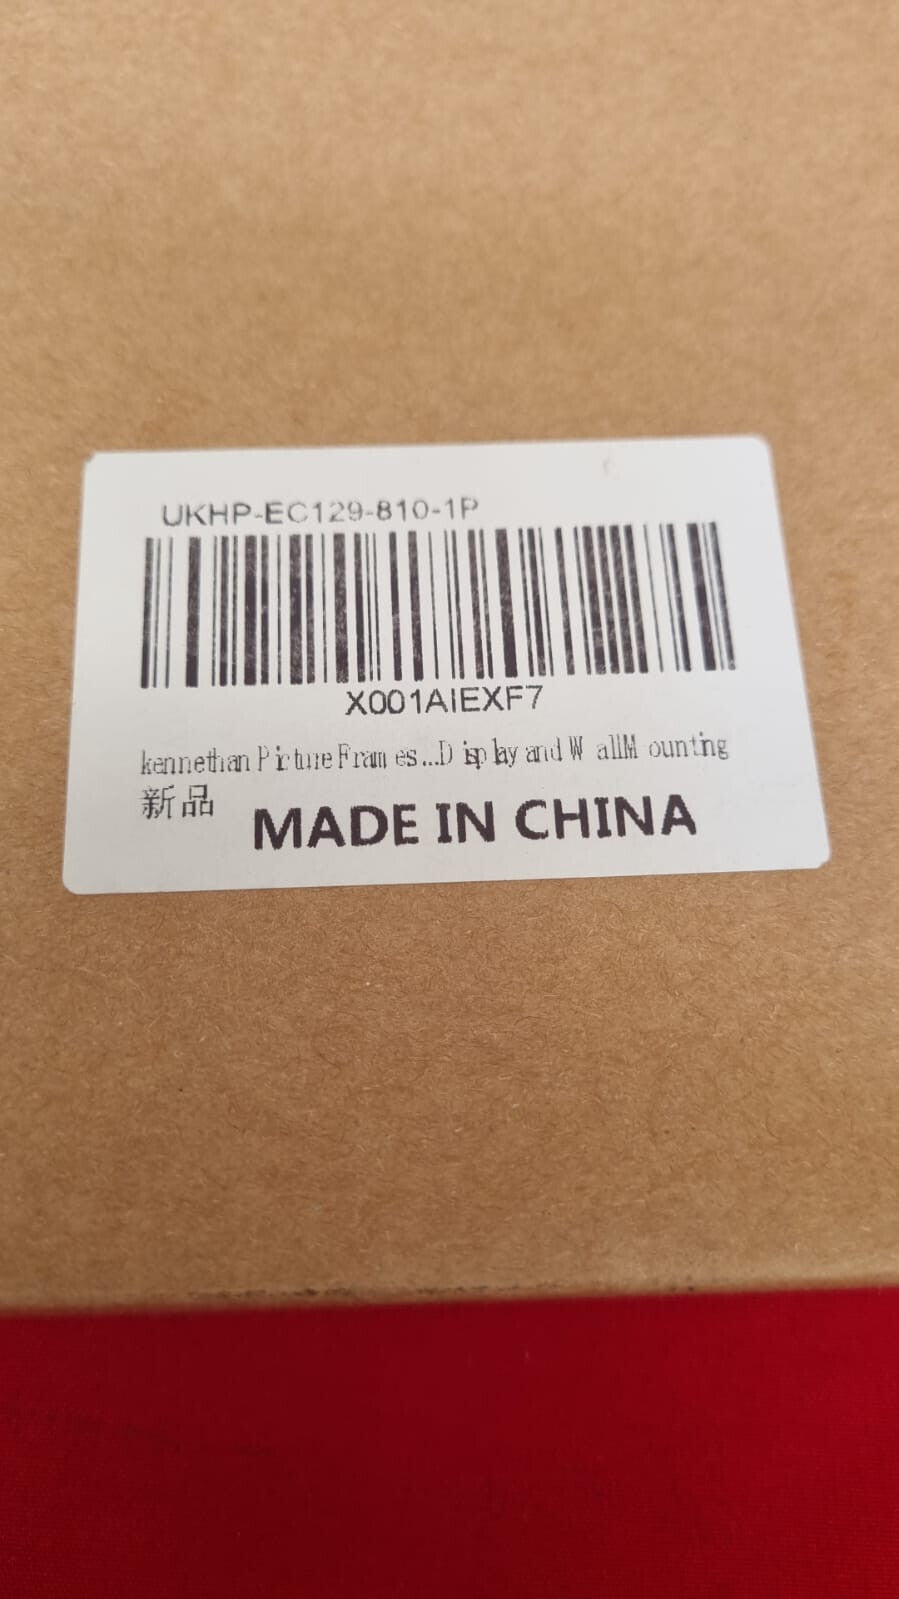 UKHP-EC129-810-1P
X001AIEXF7
kennethan Picture Frames...Display and Wall Mounting
新品
MADE IN CHINA